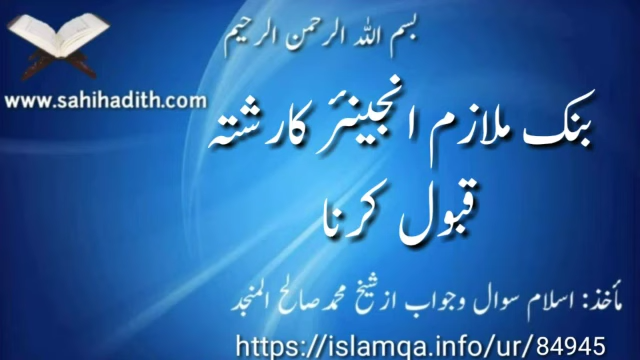 بسم اللہ الرحمن الرحیم
www.sahihadith.com
بنک ملازم انجینئر کا رشتہ
قبول کرنا
مأخذ: اسلام سوال وجواب از شیخ محمد صالح المنجد
https://islamqa.info/ur/84945